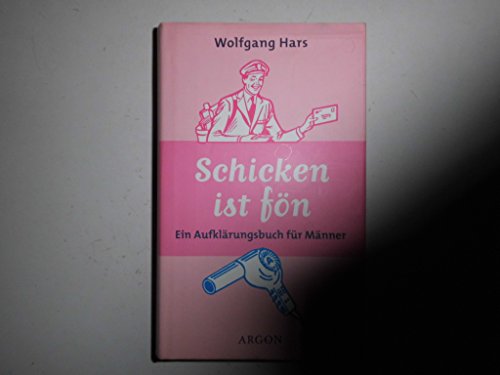 Wolfgang Hars
Schicken
ist fön
Ein Aufklärungsbuch für Männer
ARGON